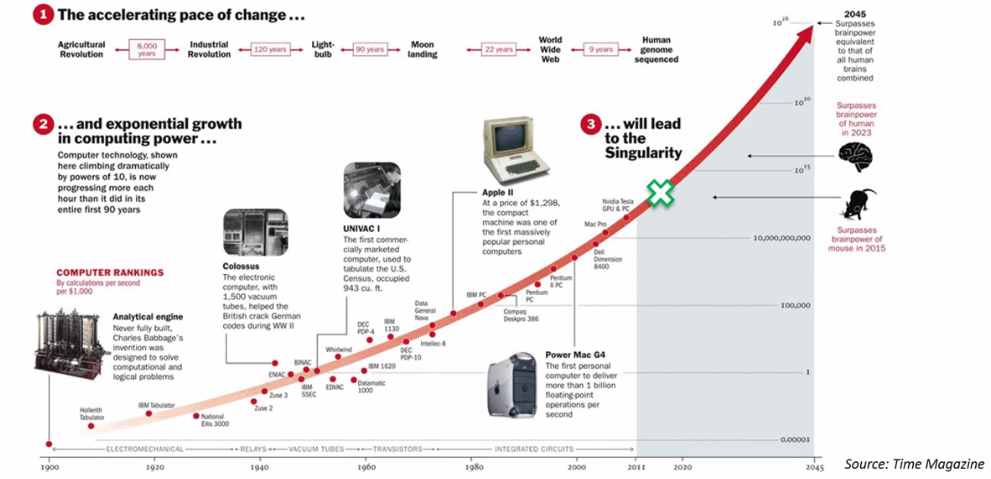 1 The accelerating pace of change...
Agricultural
Revolution
8,000
years
Industrial
Revolution
120 years
Light-
bulb
90 years
Moon
landing
22 years
World
Wide
Web
9 years
Human
genome
sequenced
2 ...and exponential growth
in computing power...
Computer technology, shown
here climbing dramatically
by powers of 10, is now
progressing more each
hour than it did in its
entire first 90 years
COMPUTER RANKINGS
By calculations per second
per $1,000
Analytical engine
Never fully built,
Charles Babbage's
invention was
designed to solve
computational and
logical problems
Colossus
The electronic
computer, with
1,500 vacuum
tubes, helped the
British crack German
codes during WW II
UNIVAC I
The first commer-
cially marketed
computer, used to
tabulate the U.S.
Census, occupied
943 cu. ft.
Apple II
At a price of $1,298,
the compact
machine was one of
the first massively
popular personal
computers
Power Mac G4
The first personal
computer to deliver
more than 1 billion
floating-point
operations per
second
3 ...will lead
to the
Singularity
2045
Surpasses
brainpower
equivalent
to that of
all human
brains
combined
Surpasses
brainpower
of human
in 2023
Surpasses
brainpower of
mouse in 2015
Hollerith
Tabulator
IBM Tabulator
National
Ellis 3000
Zuse 2
Zuse 3
ENIAC
BINAC
IBM
SSEC
Whirlwind
EDVAC
DEC
PDP-4
IBM
1130
IBM 1620
Datamatic
1000
DEC
PDP-10
Data
General
Nova
Intellec-8
IBM PC
Compaq
Deskpro 386
Pentium
PC
Pentium
II PC
Mac Pro
Dell
Dimension
8400
Nvidia Tesla
GPU & PC
10^20
10^15
10,000,000,000
100,000
1
0.00001
ELECTROMECHANICAL
RELAYS
VACUUM TUBES
TRANSISTORS
INTEGRATED CIRCUITS
1900
1920
1940
1960
1980
2000
2011
2020
2045
Source: Time Magazine